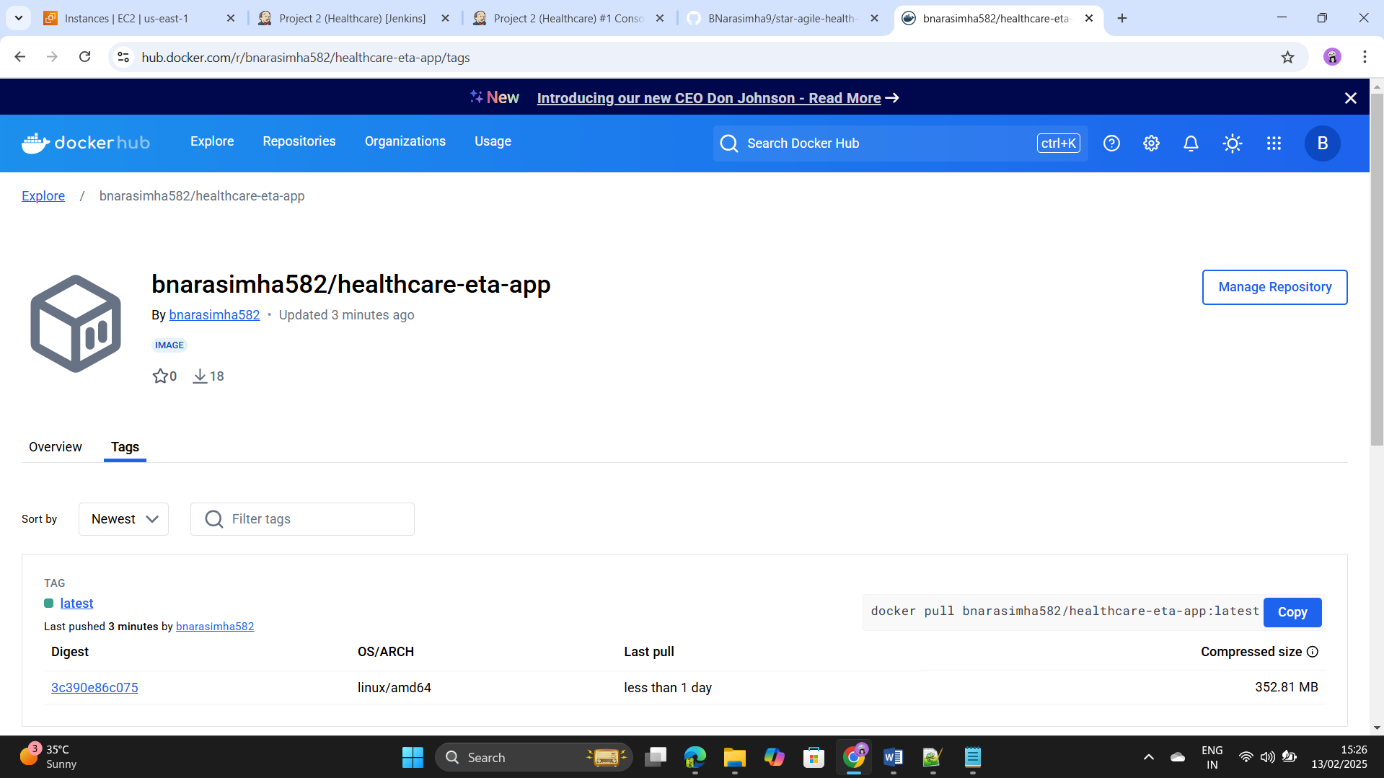 Instances | EC2 | us-east-1
Project 2 (Healthcare) [Jenkins]
Project 2 (Healthcare) #1 Conso
BNarasimha9/star-agile-health-
bnarasimha582/healthcare-eta-
hub.docker.com/r/bnarasimha582/healthcare-eta-app/tags
New Introducing our new CEO Don Johnson - Read More →
dockerhub Explore Repositories Organizations Usage Search Docker Hub ctrl+K B
Explore / bnarasimha582/healthcare-eta-app
bnarasimha582/healthcare-eta-app
Manage Repository
By bnarasimha582 • Updated 3 minutes ago
IMAGE
0 18
Overview Tags
Sort by Newest Filter tags
TAG
latest
docker pull bnarasimha582/healthcare-eta-app:latest Copy
Last pushed 3 minutes by bnarasimha582
Digest OS/ARCH Last pull Compressed size
3c390e86c075 linux/amd64 less than 1 day 352.81 MB
3
35°C
Sunny
Search
ENG
IN
15:26
13/02/2025